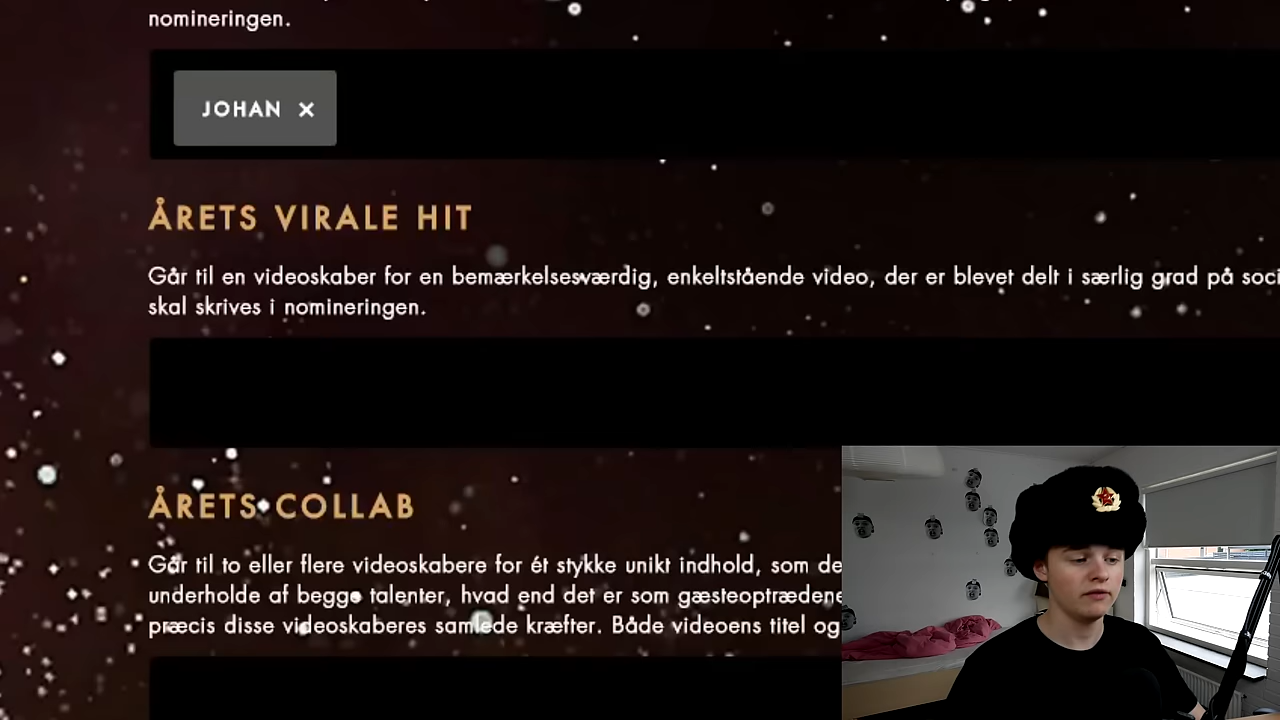 nomineringen.
JOHAN ×
ÅRETS VIRALE HIT
Går til en videoskaber for en bemærkelsesværdig, enkeltstående video, der er blevet delt i særlig grad på soci
skal skrives i nomineringen.
ÅRETS COLLAB
Går til to eller flere videoskabere for ét stykke unikt indhold, som de
underholde af begge talenter, hvad end det er som gæsteoptrædene
præcis disse videoskaberes samlede kræfter. Både videoens titel og